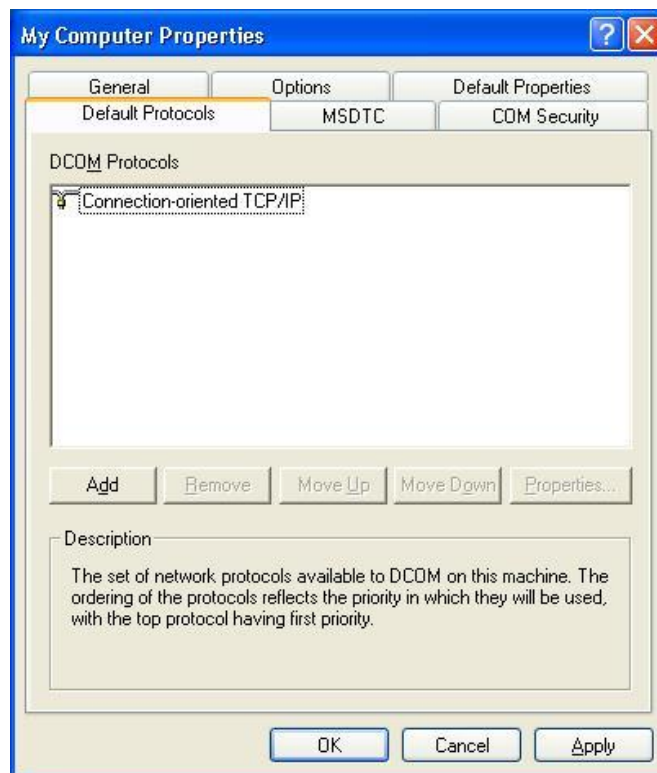 My Computer Properties
General Options Default Properties
Default Protocols MSDTC COM Security
DCOM Protocols
Connection-oriented TCP/IP
Add Remove Move Up Move Down Properties...
Description
The set of network protocols available to DCOM on this machine. The
ordering of the protocols reflects the priority in which they will be used,
with the top protocol having first priority.
OK Cancel Apply